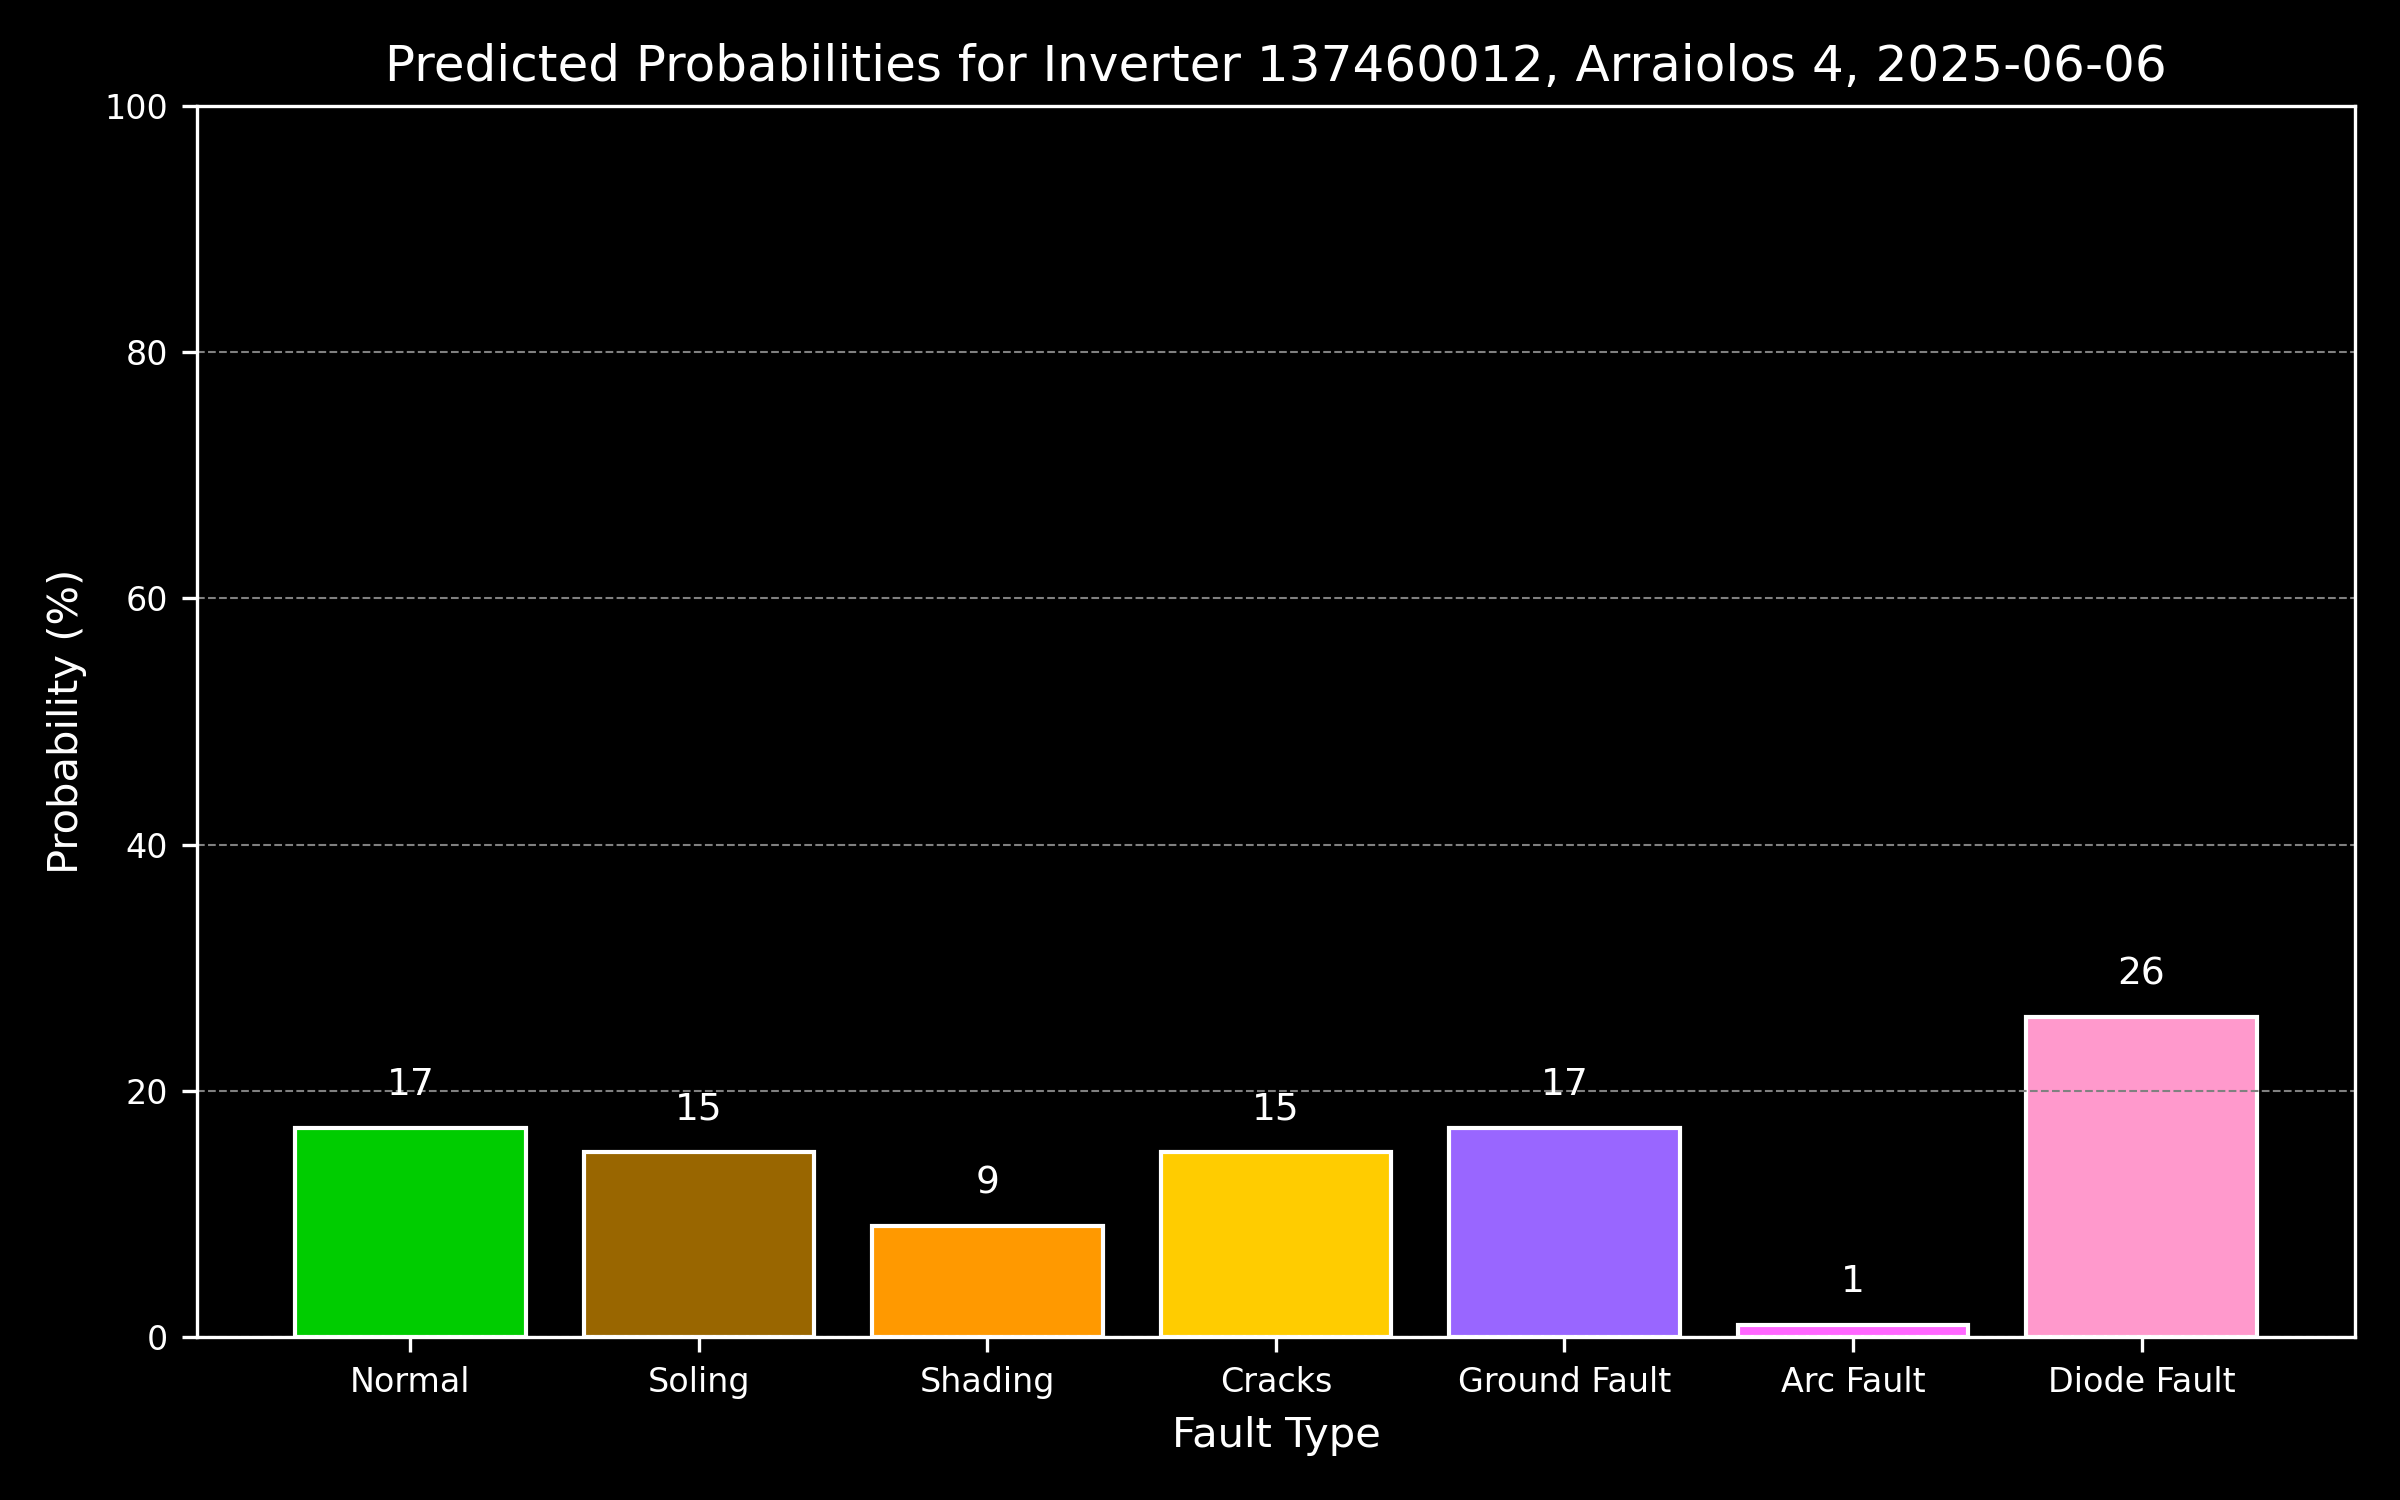 Predicted Probabilities for Inverter 137460012, Arraiolos 4, 2025-06-06
Probability (%)
100
80
60
40
20
0
17
15
9
15
17
1
26
Normal
Soling
Shading
Cracks
Ground Fault
Arc Fault
Diode Fault
Fault Type